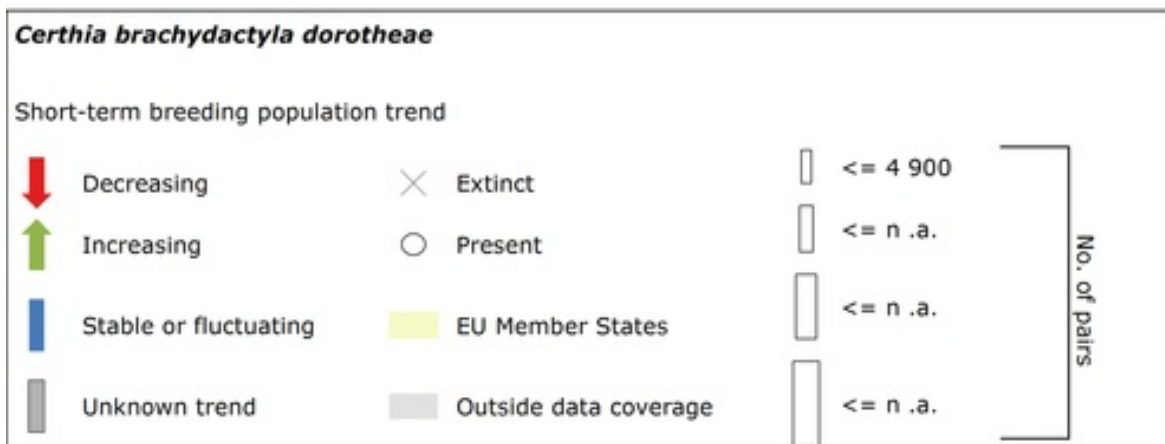 Certhia brachydactyla dorotheae
Short-term breeding population trend
Decreasing
Extinct
<= 4 900
Increasing
Present
<= n .a.
Stable or fluctuating
EU Member States
<= n .a.
Unknown trend
Outside data coverage
<= n .a.
No. of pairs